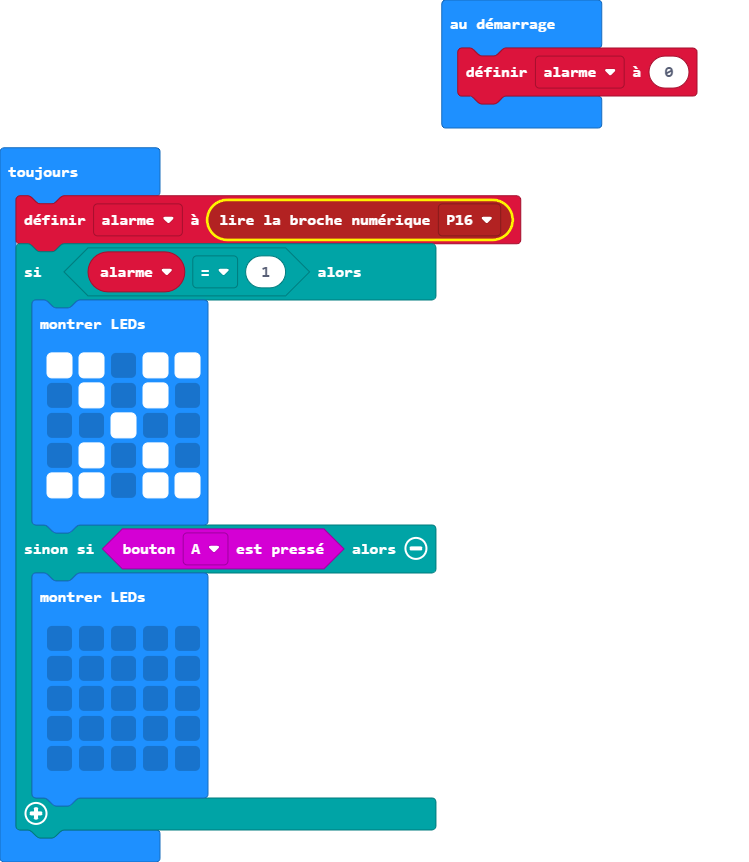 au démarrage
définir alarme à 0
toujours
définir alarme à lire la broche numérique P16
si alarme = 1 alors
montrer LEDs
sinon si bouton A est pressé alors
montrer LEDs